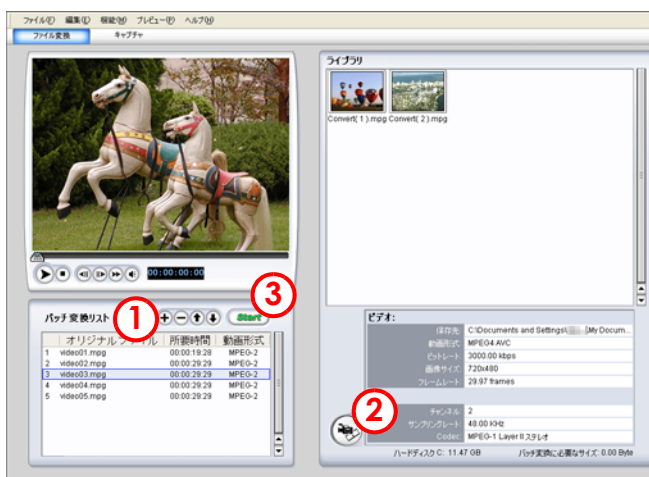 ファイル(F) 編集(E) 機能(M) プレビュー(P) ヘルプ(H)
ファイル変換 キャプチャ
00:00:00:00
バッチ変換リスト
1
3
Start
オリジナルファイル 所要時間 動画形式
1 video01.mpg 00:00:19:28 MPEG-2
2 video02.mpg 00:00:29:29 MPEG-2
3 video03.mpg 00:00:29:29 MPEG-2
4 video04.mpg 00:00:29:29 MPEG-2
5 video05.mpg 00:00:29:29 MPEG-2
ライブラリ
Convert( 1 ).mpg Convert( 2 ).mpg
ビデオ:
保存先 C:\Documents and Settings\ \My Docum...
動画形式 MPEG4 AVC
ビットレート 3000.00 kbps
画像サイズ 720x480
フレームレート 29.97 frames
2
チャンネル 2
サンプリングレート 48.00 KHz
Codec MPEG-1 Layer II ステレオ
ハードディスク C: 11.47 GB バッチ変換に必要なサイズ: 0.00 Byte